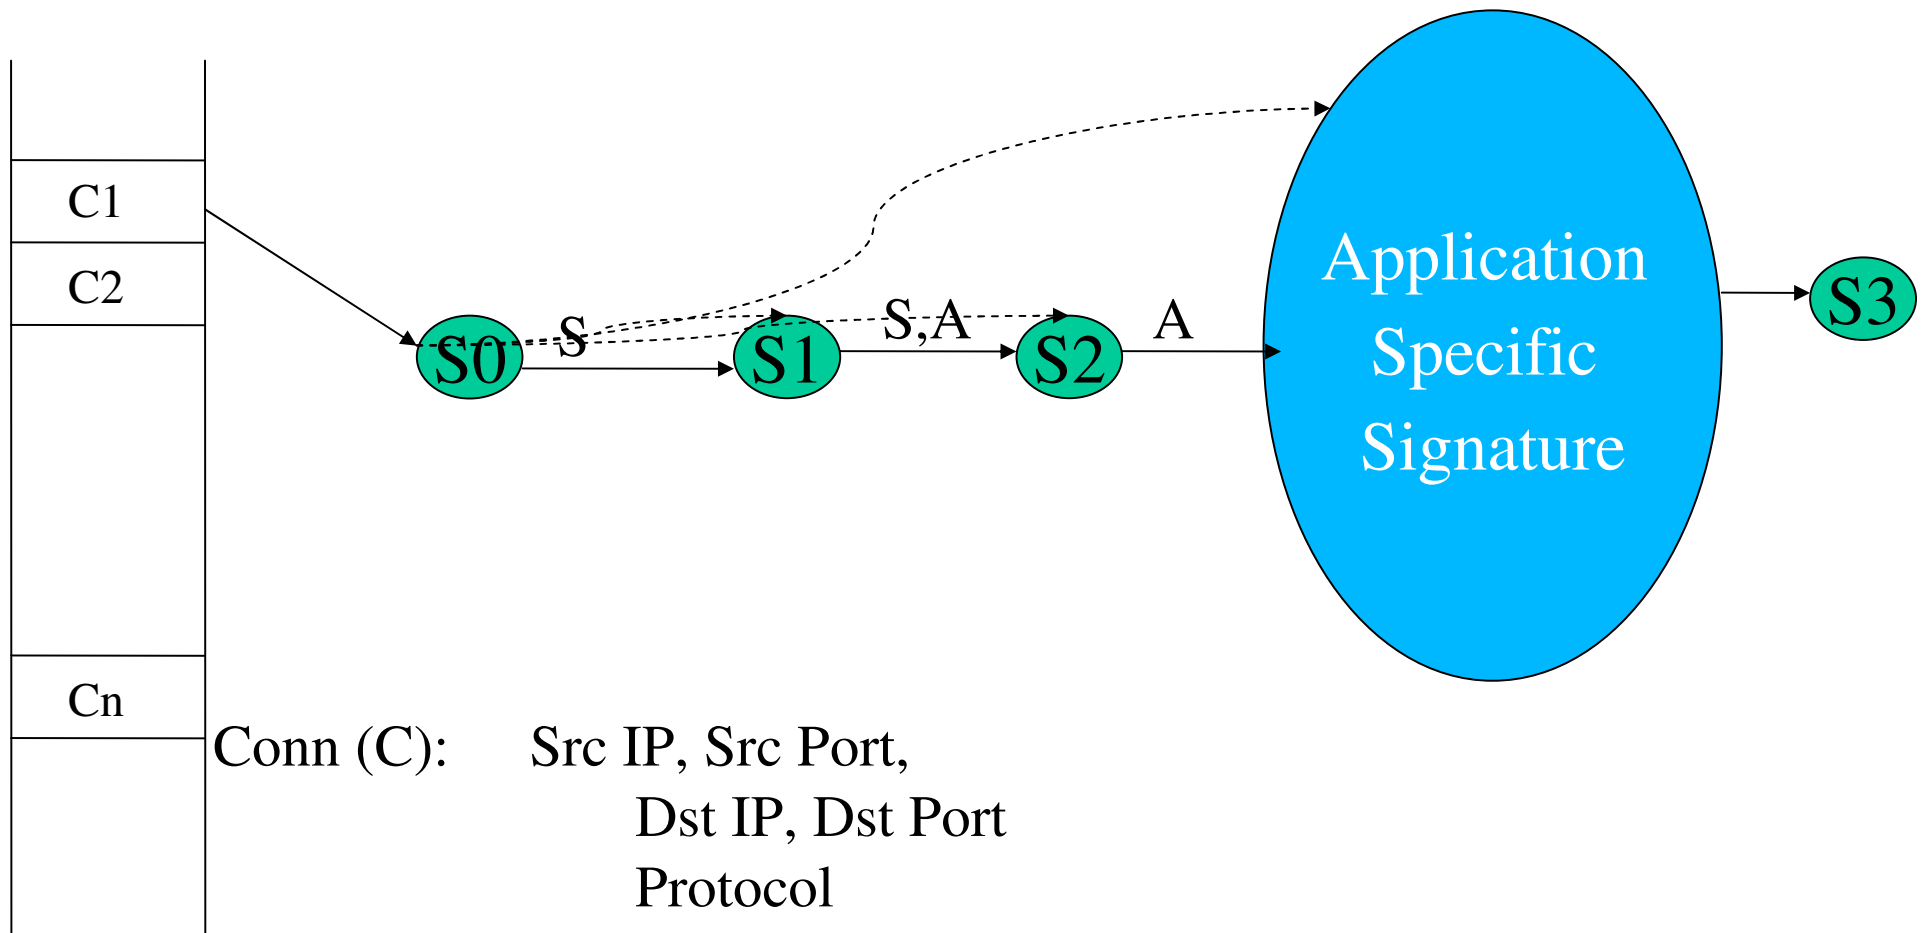 C1
C2
Cn
S0
S
S1
S,A
S2
A
Application
Specific
Signature
S3
Conn (C): Src IP, Src Port,
Dst IP, Dst Port
Protocol